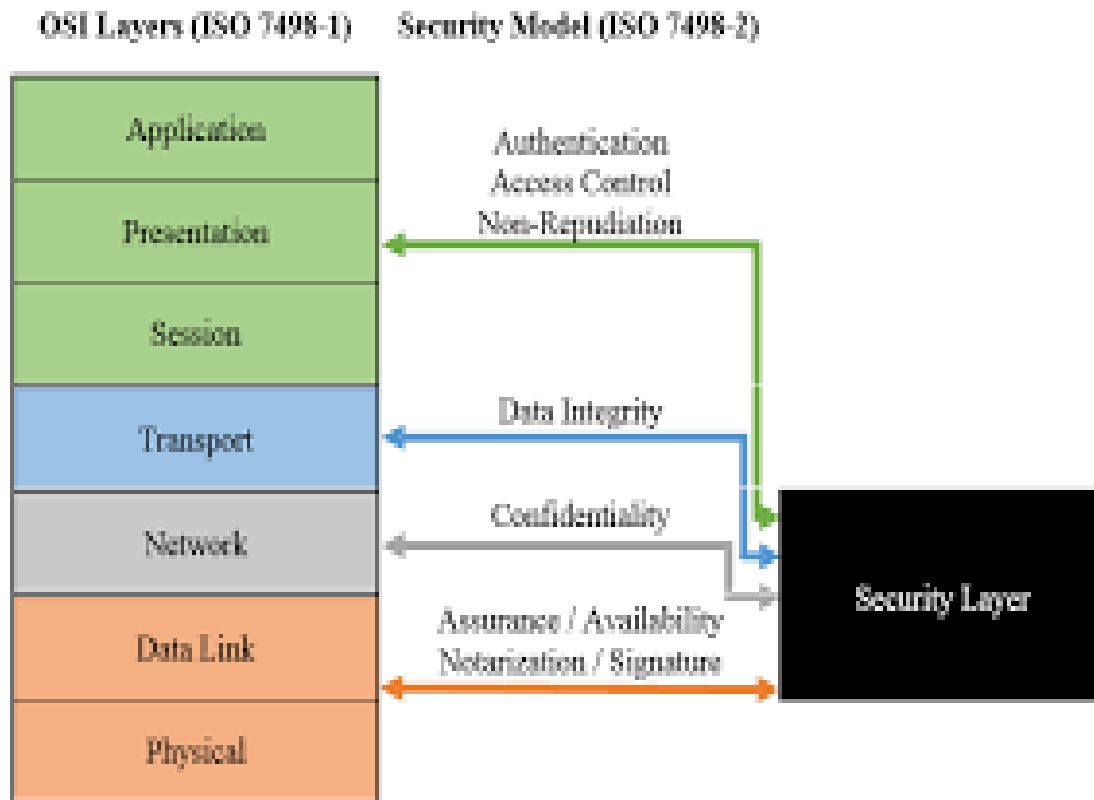 OSI Layers (ISO 7498-1)
Security Model (ISO 7498-2)
Application
Presentation
Session
Transport
Network
Data Link
Physical
Authentication
Access Control
Non-Repudiation
Data Integrity
Confidentiality
Assurance / Availability
Notarization / Signature
Security Layer